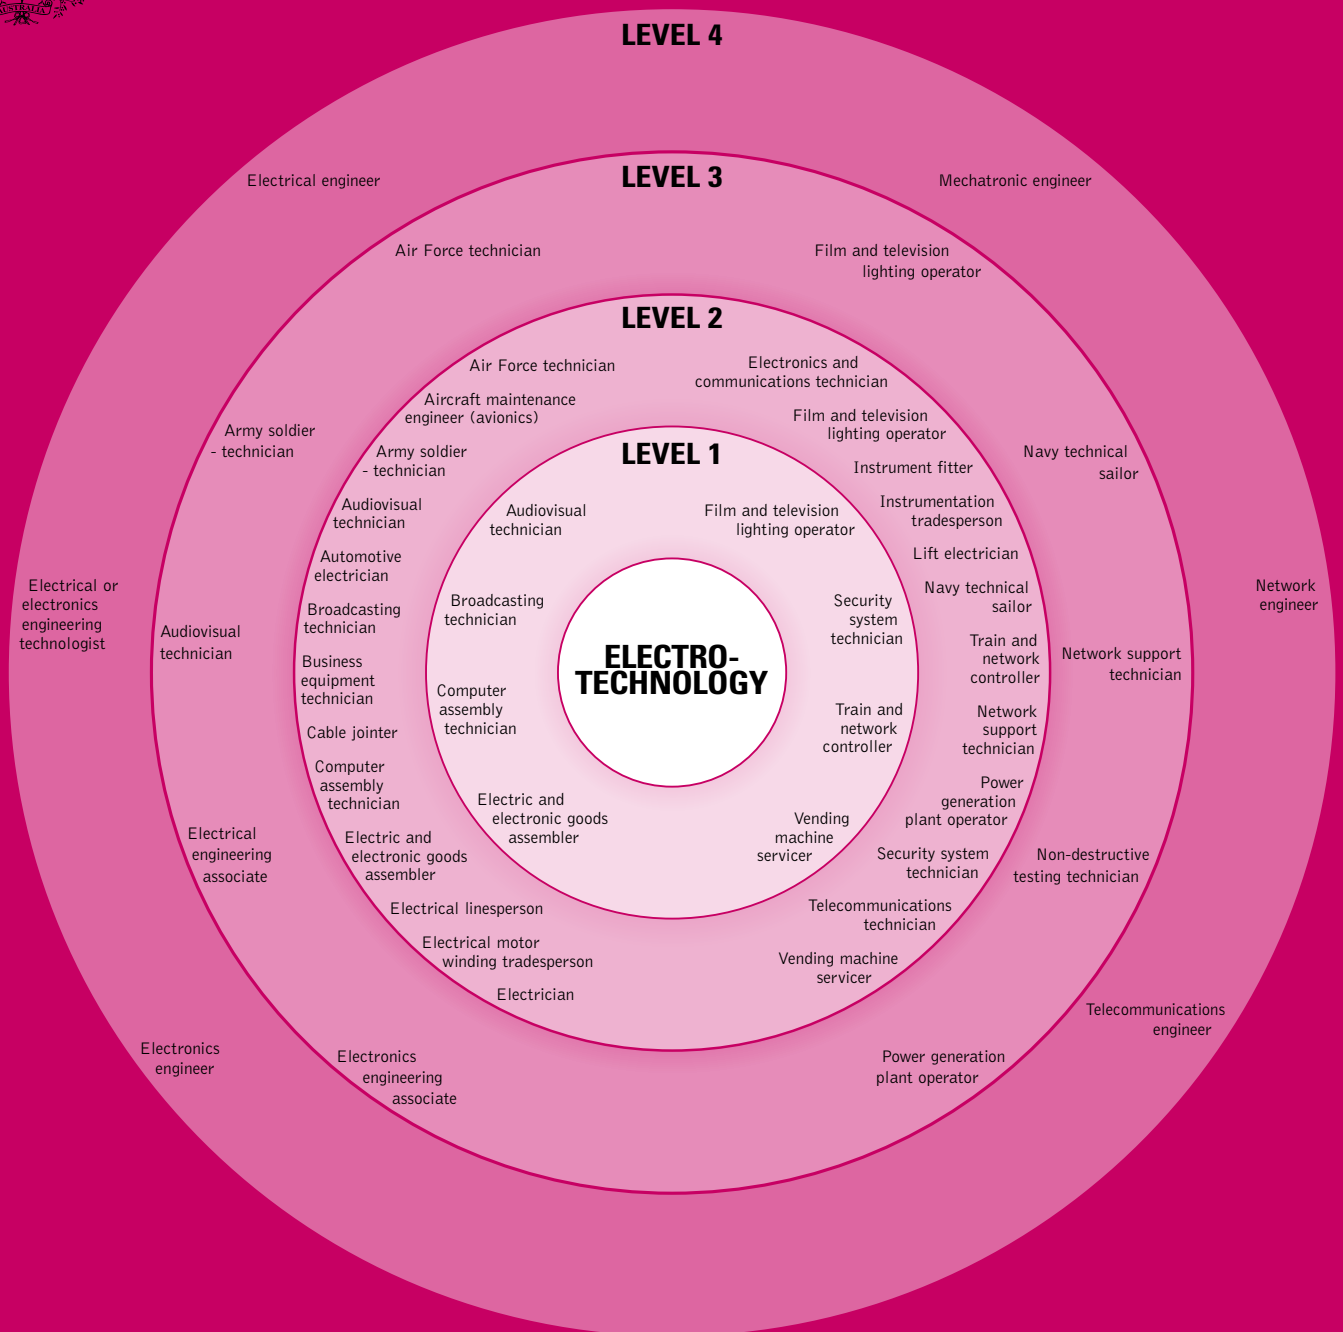 AUSTRALIA
LEVEL 4
Electrical engineer
Mechatronic engineer
Electrical or
electronics
engineering
technologist
Network
engineer
Electronics
engineer
Telecommunications
engineer
LEVEL 3
Air Force technician
Film and television
lighting operator
Army soldier
- technician
Navy technical
sailor
Audiovisual
technician
Network support
technician
Electrical
engineering
associate
Non-destructive
testing technician
Electronics
engineering
associate
Power generation
plant operator
LEVEL 2
Air Force technician
Aircraft maintenance
engineer (avionics)
Army soldier
- technician
Audiovisual
technician
Automotive
electrician
Broadcasting
technician
Business
equipment
technician
Cable jointer
Computer
assembly
technician
Electric and
electronic goods
assembler
Electrical linesperson
Electrical motor
winding tradesperson
Electrician
Electronics and
communications technician
Film and television
lighting operator
Instrument fitter
Instrumentation
tradesperson
Lift electrician
Navy technical
sailor
Train and
network
controller
Network
support
technician
Power
generation
plant operator
Security system
technician
Telecommunications
technician
Vending machine
servicer
LEVEL 1
Audiovisual
technician
Broadcasting
technician
Computer
assembly
technician
Electric and
electronic goods
assembler
Film and television
lighting operator
Security
system
technician
Train and
network
controller
Vending
machine
servicer
ELECTRO-
TECHNOLOGY